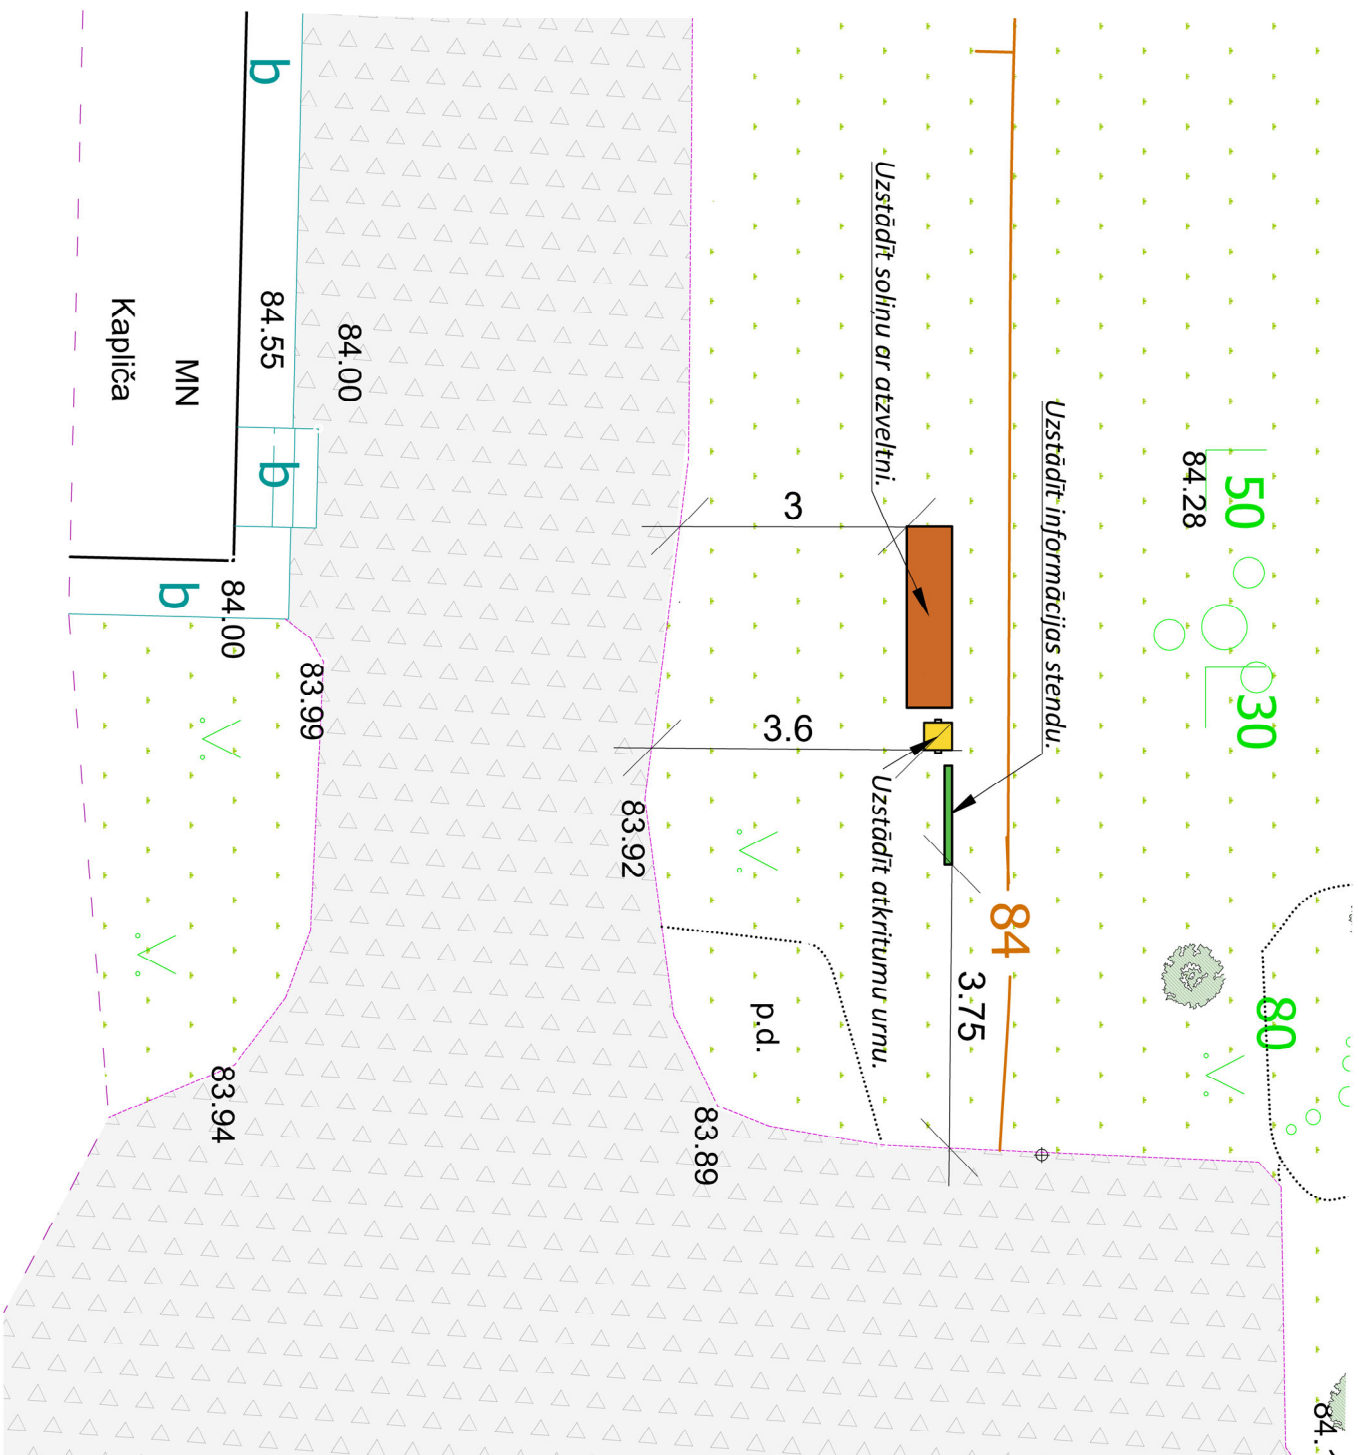 b
84.55
84.00
MN
Kapliča
b
b
84.00
83.99
83.94
Uzstādīt soliņu ar atzveltni.
Uzstādīt informācijas stendu.
Uzstādīt atkritumu urnu.
3
3.6
3.75
84
83.92
83.89
p.d.
84.28
50
30
80
84.